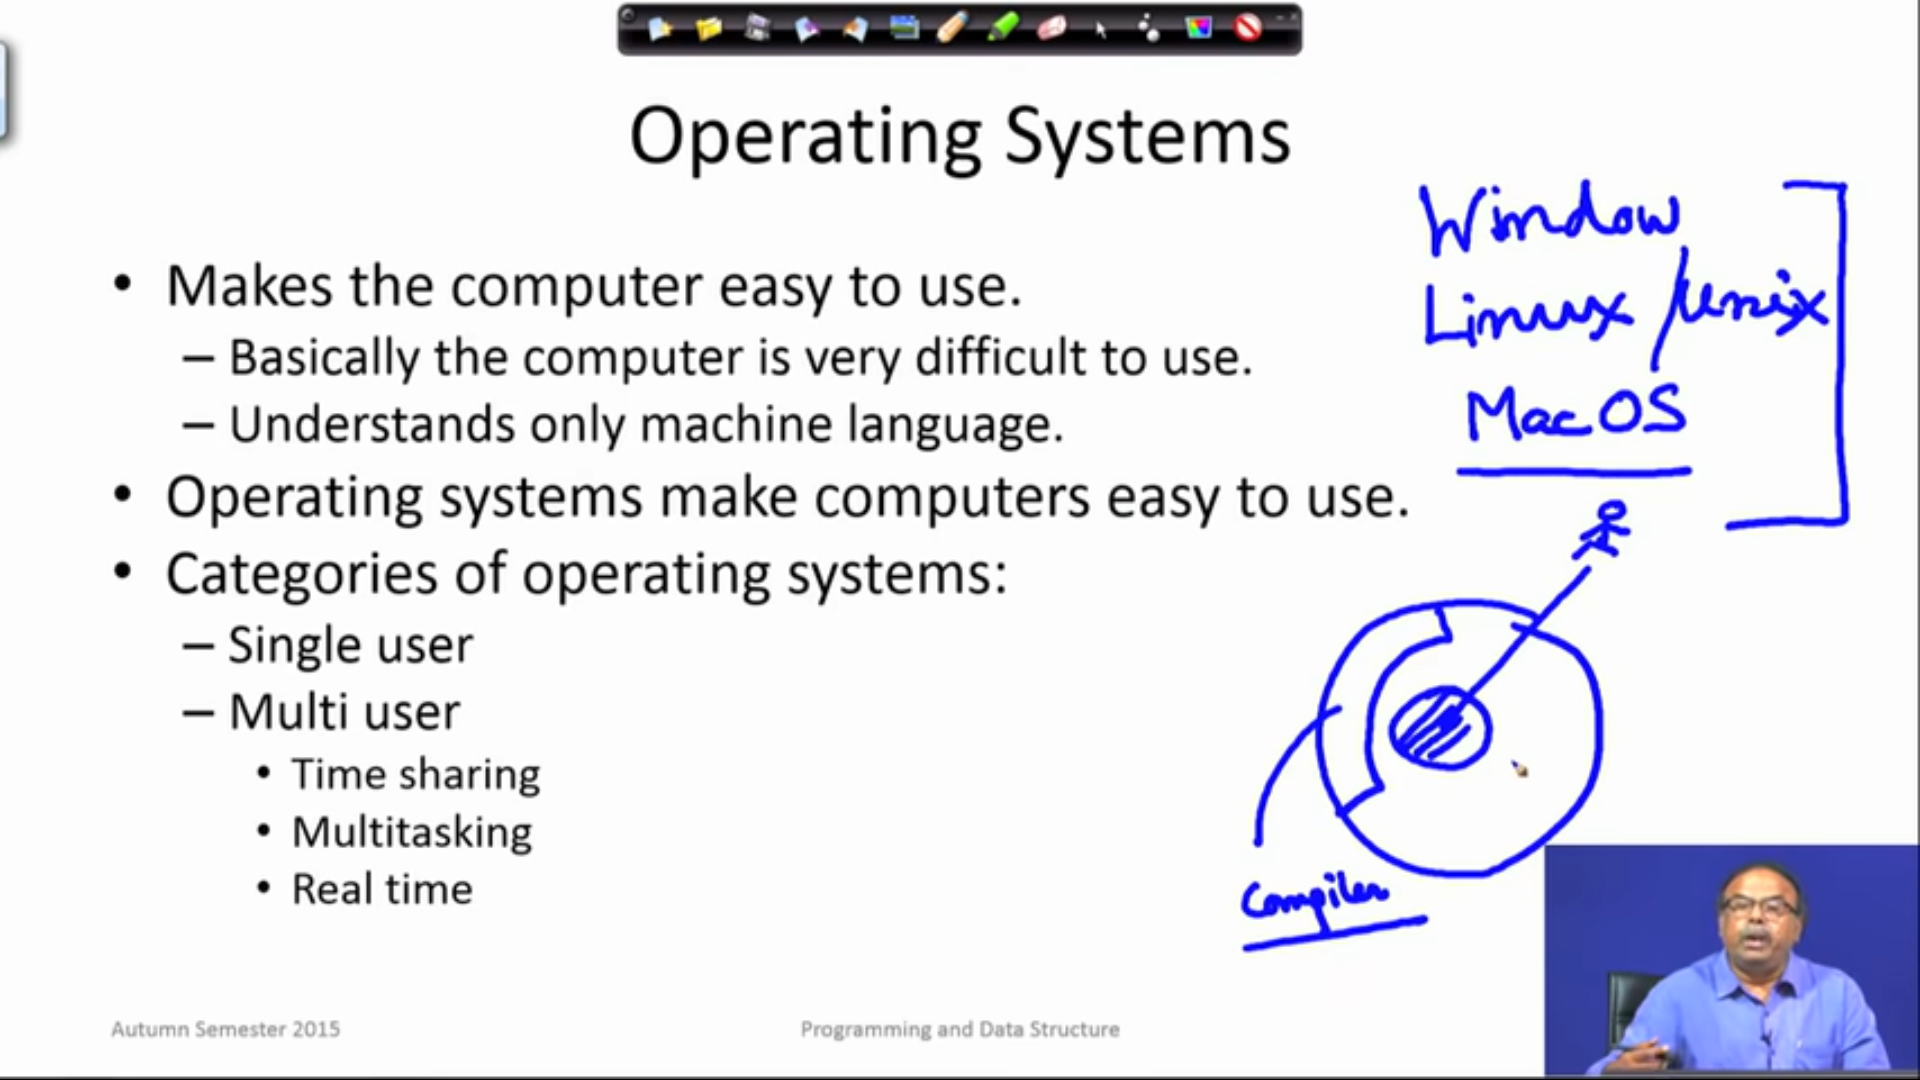 Operating Systems
• Makes the computer easy to use.
– Basically the computer is very difficult to use.
– Understands only machine language.
• Operating systems make computers easy to use.
• Categories of operating systems:
– Single user
– Multi user
• Time sharing
• Multitasking
• Real time
Window
Linux / Unix
Mac OS
Compiler
Autumn Semester 2015
Programming and Data Structure